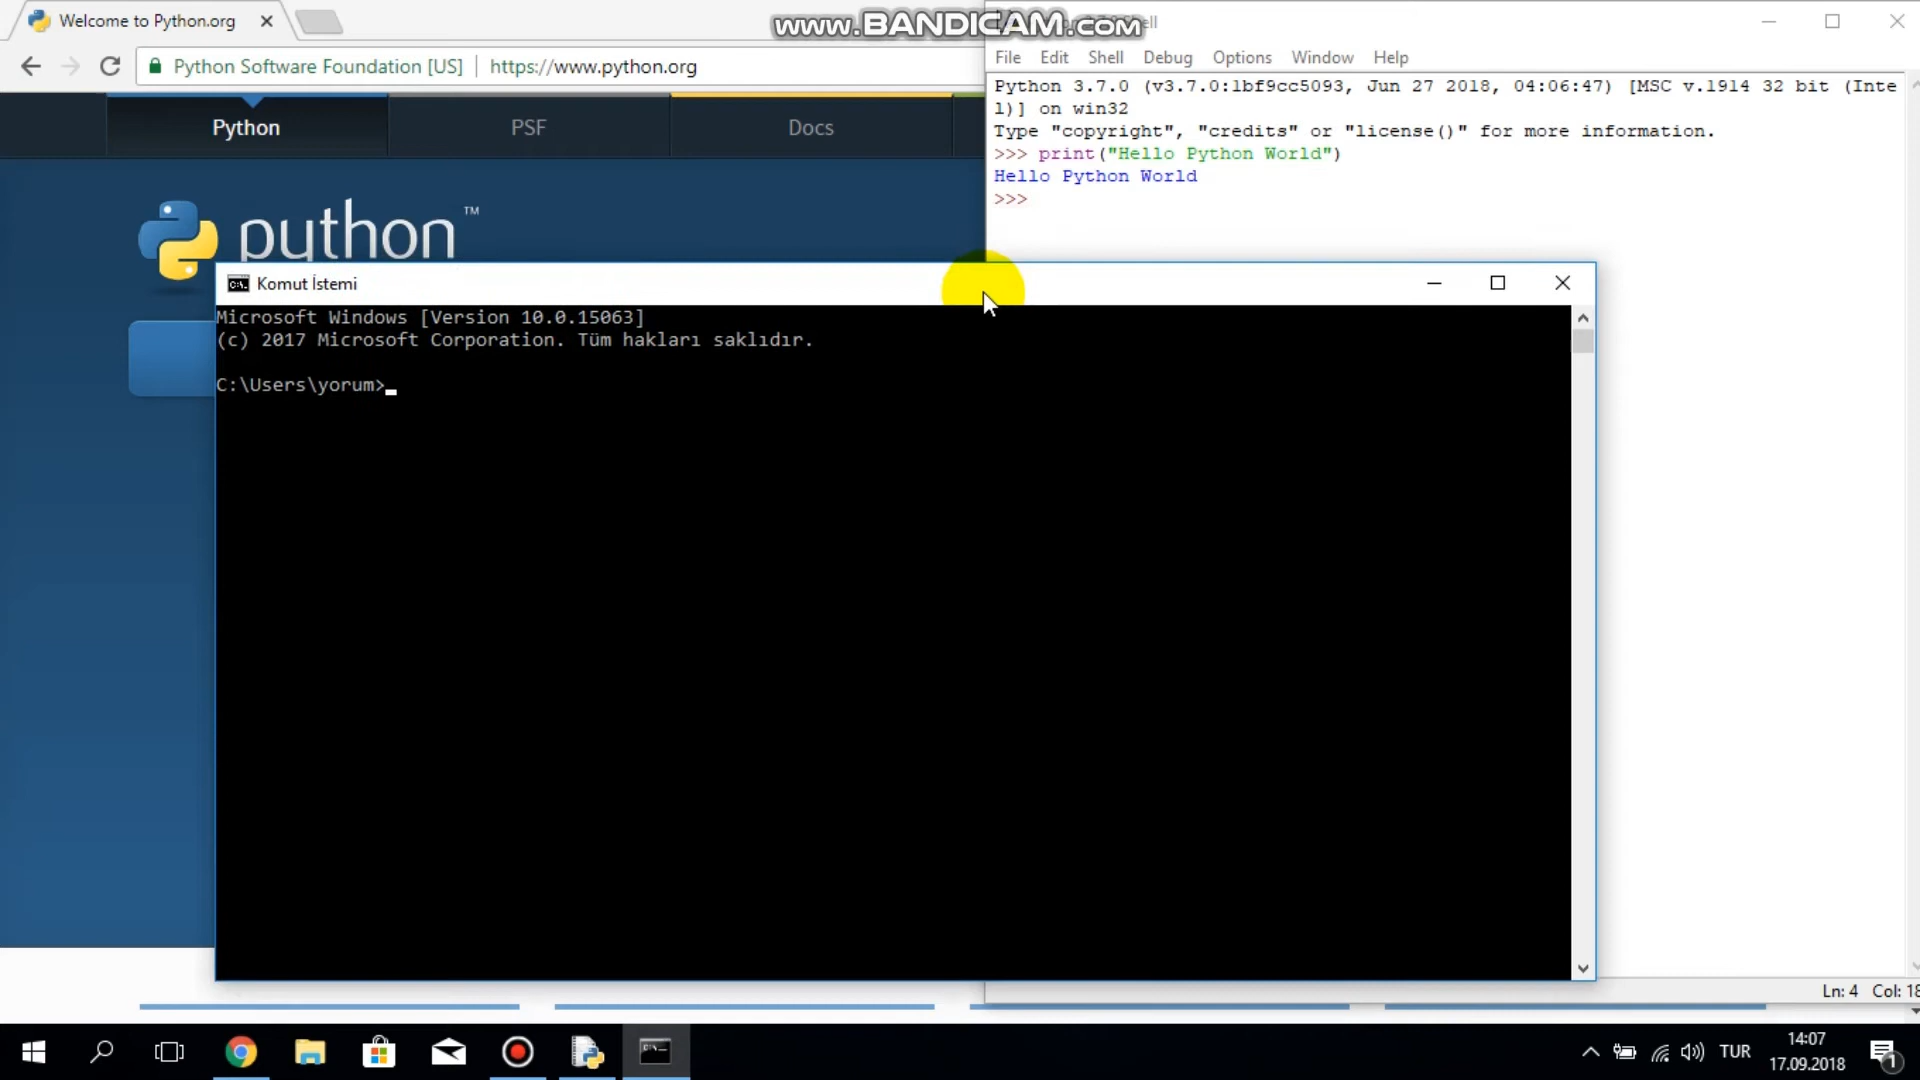 Welcome to Python.org
www.BANDICAM.com
Python Software Foundation [US]
https://www.python.org
File Edit Shell Debug Options Window Help
Python PSF Docs
python™
Python 3.7.0 (v3.7.0:1bf9cc5093, Jun 27 2018, 04:06:47) [MSC v.1914 32 bit (Inte
l)] on win32
Type "copyright", "credits" or "license()" for more information.
>>> print("Hello Python World")
Hello Python World
>>>
Komut İstemi
Microsoft Windows [Version 10.0.15063]
(c) 2017 Microsoft Corporation. Tüm hakları saklıdır.
C:\Users\yorum>
Ln: 4 Col: 18
TUR
14:07
17.09.2018
1